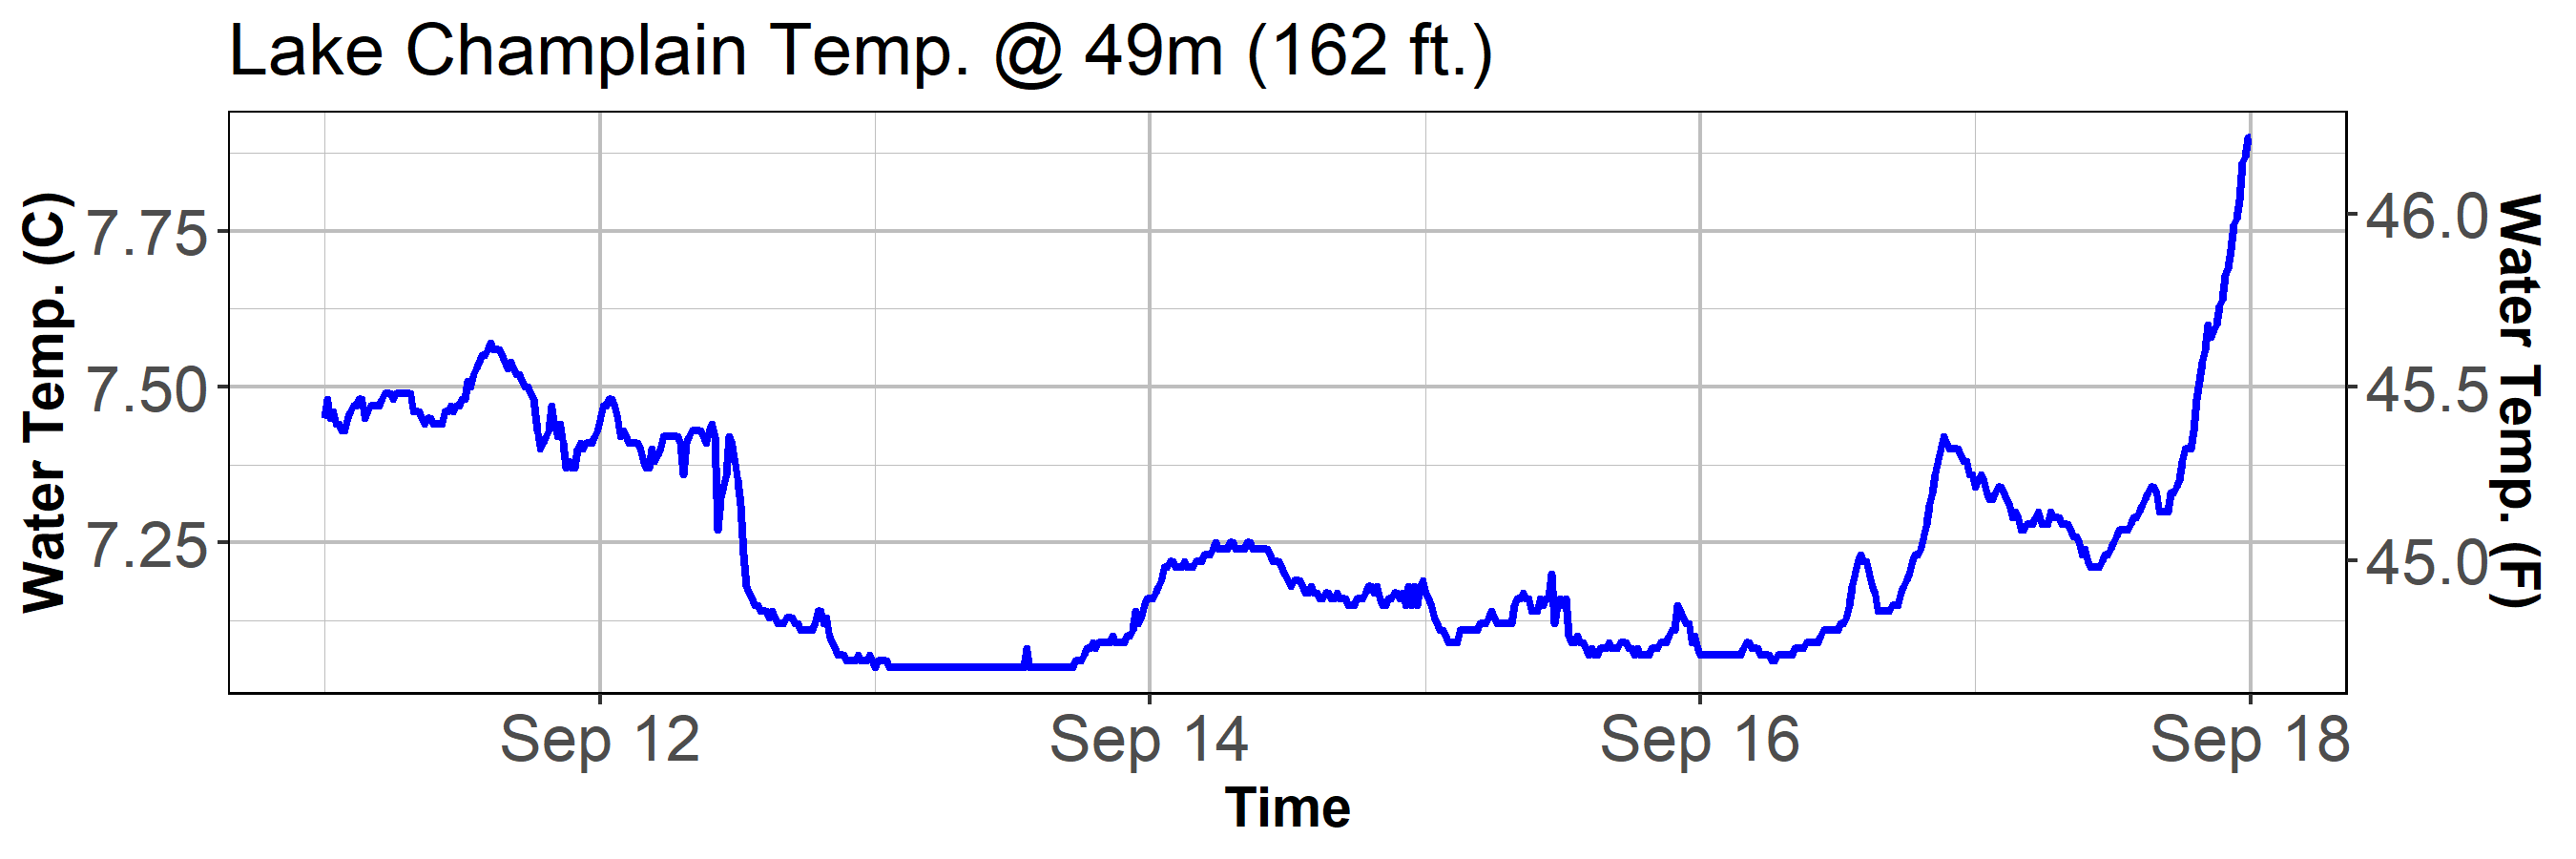 Lake Champlain Temp. @ 49m (162 ft.)
Water Temp. (C)
7.75
7.50
7.25
46.0
45.5
45.0
Water Temp. (F)
Sep 12
Sep 14
Sep 16
Sep 18
Time